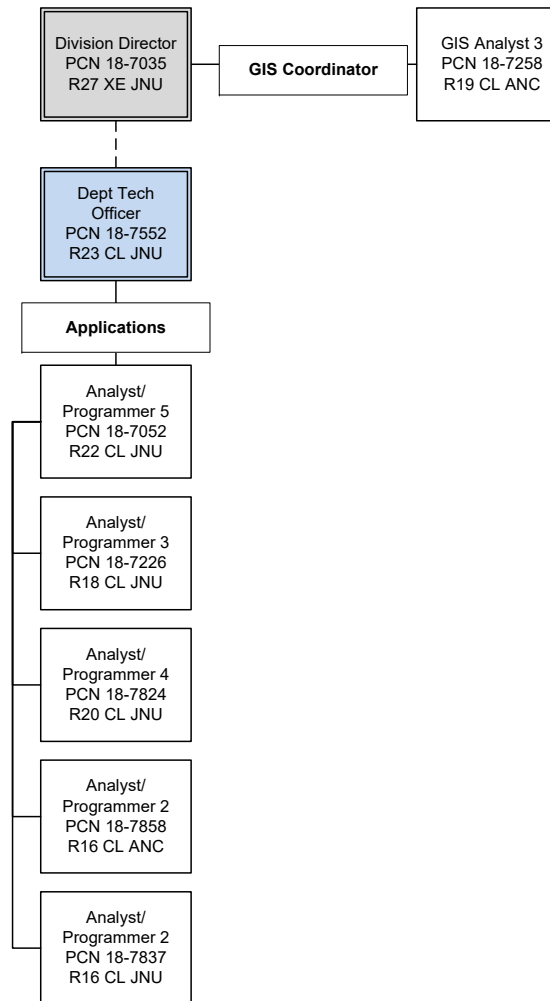 Division Director
PCN 18-7035
R27 XE JNU
GIS Coordinator
GIS Analyst 3
PCN 18-7258
R19 CL ANC
Dept Tech
Officer
PCN 18-7552
R23 CL JNU
Applications
Analyst/
Programmer 5
PCN 18-7052
R22 CL JNU
Analyst/
Programmer 3
PCN 18-7226
R18 CL JNU
Analyst/
Programmer 4
PCN 18-7824
R20 CL JNU
Analyst/
Programmer 2
PCN 18-7858
R16 CL ANC
Analyst/
Programmer 2
PCN 18-7837
R16 CL JNU